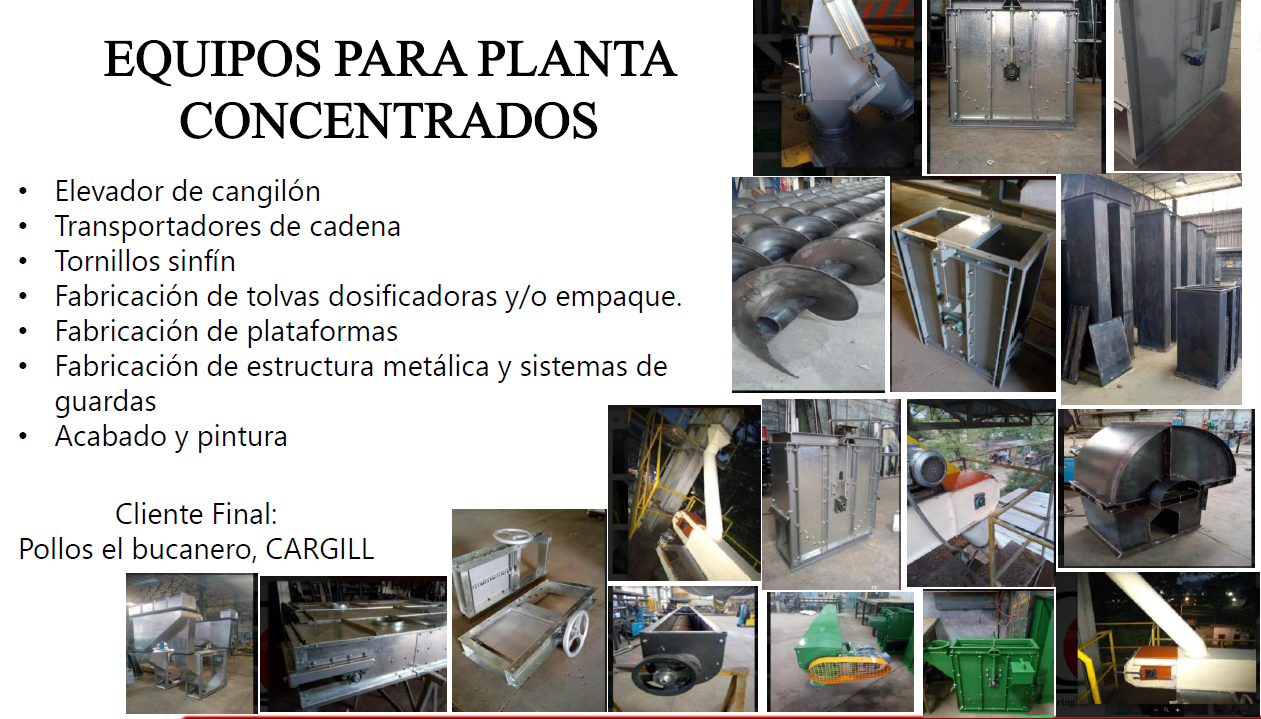 EQUIPOS PARA PLANTA
CONCENTRADOS
• Elevador de cangilón
• Transportadores de cadena
• Tornillos sinfín
• Fabricación de tolvas dosificadoras y/o empaque.
• Fabricación de plataformas
• Fabricación de estructura metálica y sistemas de
guardas
• Acabado y pintura
Cliente Final:
Pollos el bucanero, CARGILL